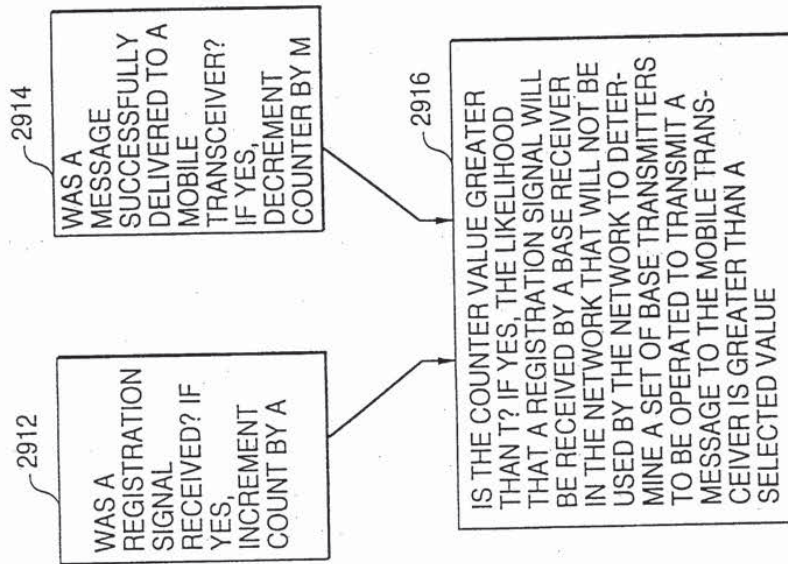 2912
WAS A
REGISTRATION
SIGNAL
RECEIVED? IF
YES,
INCREMENT
COUNT BY A
2914
WAS A
MESSAGE
SUCCESSFULLY
DELIVERED TO A
MOBILE
TRANSCEIVER?
IF YES,
DECREMENT
COUNTER BY M
2916
IS THE COUNTER VALUE GREATER
THAN T? IF YES, THE LIKELIHOOD
THAT A REGISTRATION SIGNAL WILL
BE RECEIVED BY A BASE RECEIVER
IN THE NETWORK THAT WILL NOT BE
USED BY THE NETWORK TO DETER-
MINE A SET OF BASE TRANSMITTERS
TO BE OPERATED TO TRANSMIT A
MESSAGE TO THE MOBILE TRANS-
CEIVER IS GREATER THAN A
SELECTED VALUE